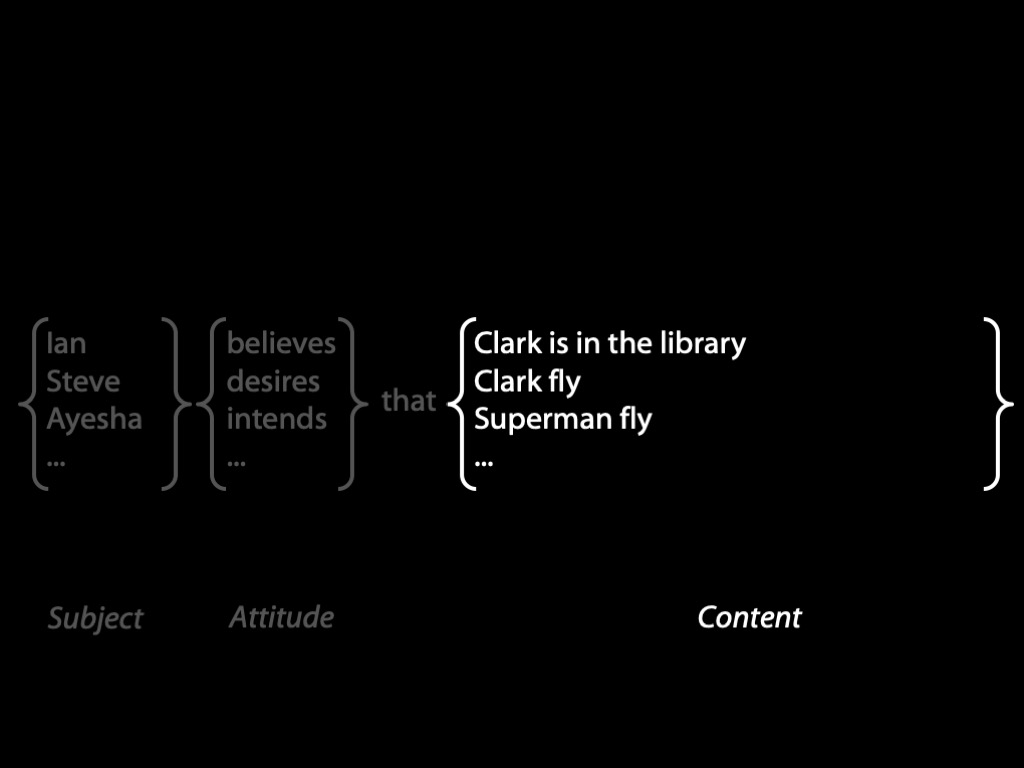 Ian
Steve
Ayesha
...
believes
desires
intends
...
that
Clark is in the library
Clark fly
Superman fly
...
Subject
Attitude
Content